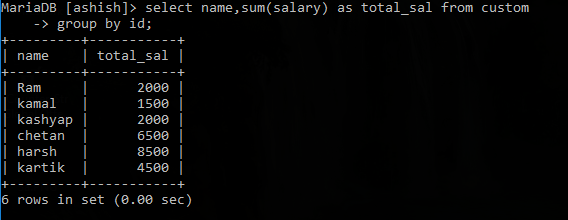 MariaDB [ashish]> select name,sum(salary) as total_sal from custom
    -> group by id;
+---------+-----------+
| name    | total_sal |
+---------+-----------+
| Ram     |      2000 |
| kamal   |      1500 |
| kashyap |      2000 |
| chetan  |      6500 |
| harsh   |      8500 |
| kartik  |      4500 |
+---------+-----------+
6 rows in set (0.00 sec)